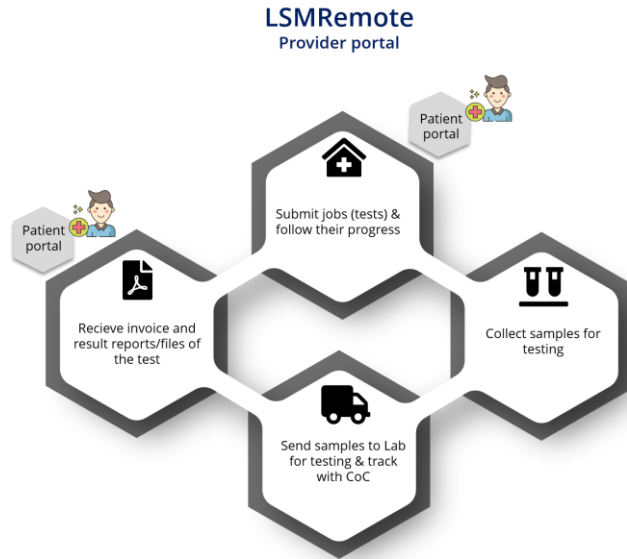 LSMRemote
Provider portal
Patient
portal
Submit jobs (tests) &
follow their progress
Patient
portal
Recieve invoice and
result reports/files of
the test
Collect samples for
testing
Send samples to Lab
for testing & track
with CoC